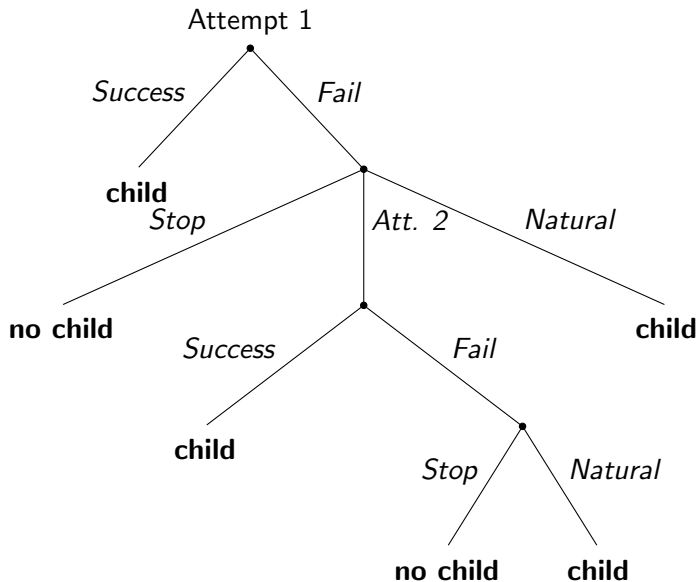 Attempt 1
Success
Fail
child
Stop
Att. 2
Natural
no child
child
Success
Fail
child
Stop
Natural
no child
child